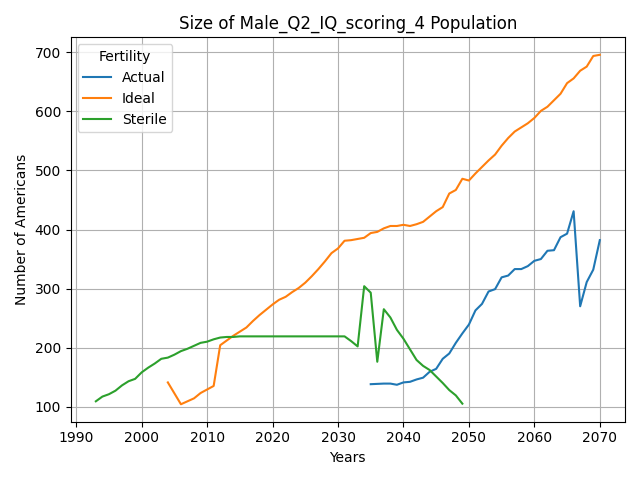 Size of Male_Q2_IQ_scoring_4 Population
Fertility
Actual
Ideal
Sterile
Number of Americans
700
600
500
400
300
200
100
1990 2000 2010 2020 2030 2040 2050 2060 2070
Years